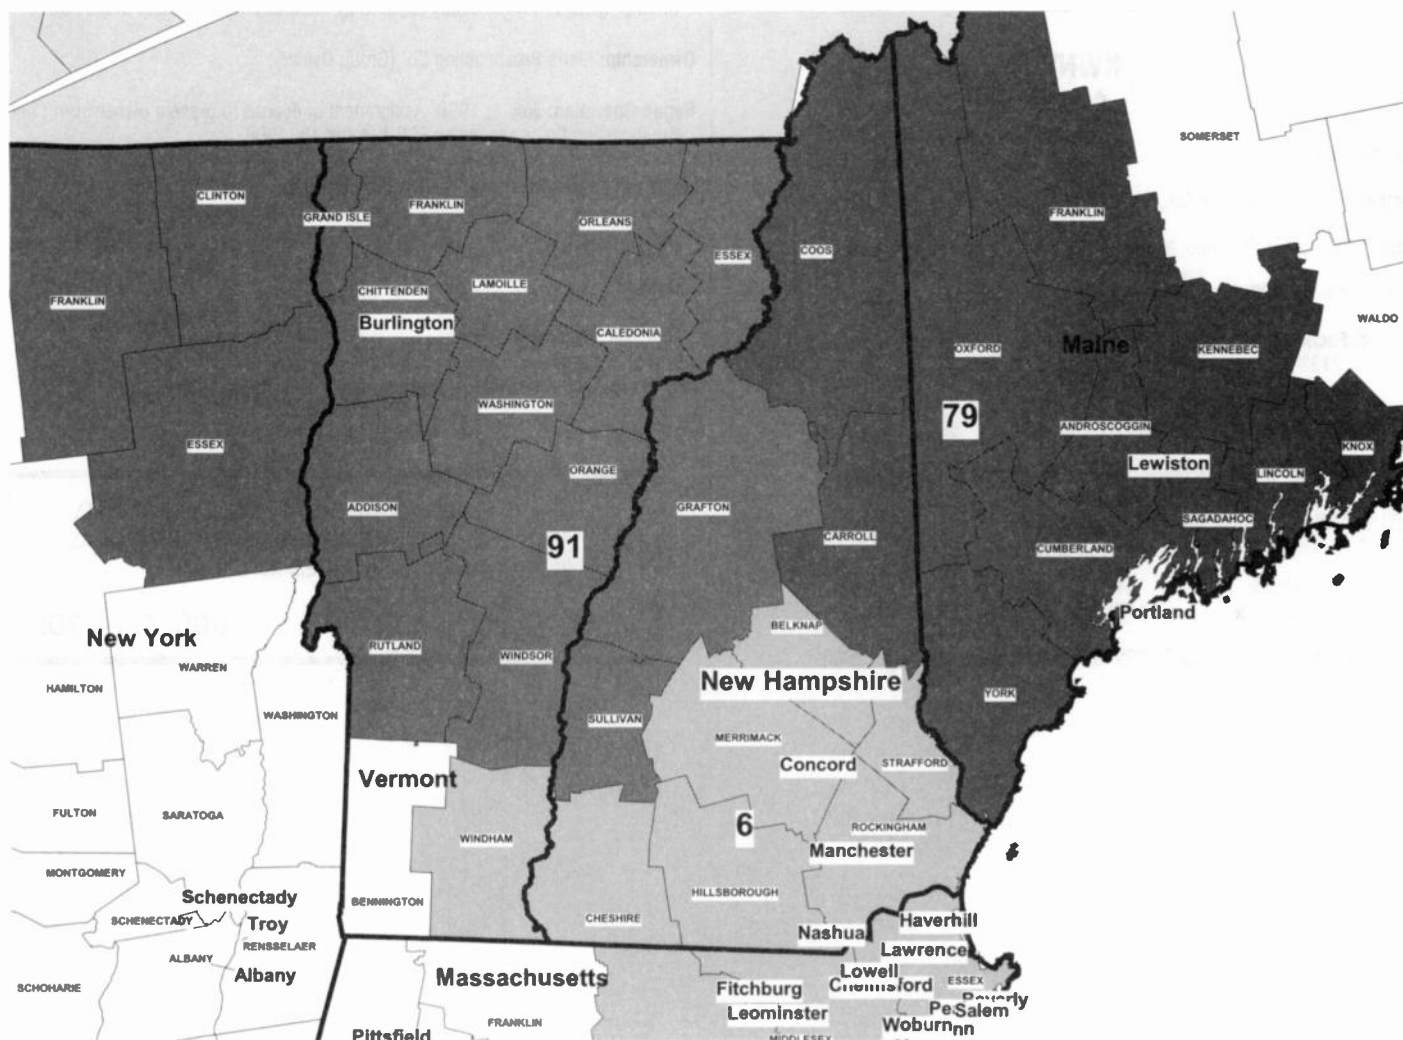 SOMERSET
CLINTON
GRAND ISLE
FRANKLIN
ORLEANS
FRANKLIN
ESSEX
COOS
LAMOILLE
CHITTENDEN
FRANKLIN
Burlington
CALEDONIA
WALDO
Maine
OXFORD
KENNEBEC
WASHINGTON
79
ANDROSCOGGIN
ESSEX
KNOX
Lewiston
ORANGE
LINCOLN
ADDISON
GRAFTON
SAGADAHOC
CARROLL
91
CUMBERLAND
Portland
BELKNAP
New York
RUTLAND
WINDSOR
WARREN
New Hampshire
HAMILTON
YORK
WASHINGTON
SULLIVAN
MERRIMACK
Concord
STRAFFORD
Vermont
FULTON
SARATOGA
6
ROCKINGHAM
WINDHAM
Manchester
MONTGOMERY
HILLSBOROUGH
Schenectady
BENNINGTON
SCHENECTADY
CHESHIRE
Haverhill
Troy
Nashua
RENSSELAER
Lawrence
ALBANY
Albany
Massachusetts
Lowell
ESSEX
Chelmsford
SCHOHARIE
Fitchburg
Beverly
Salem
Leominster
FRANKLIN
Woburn
Pittsfield
MIDDLESEX